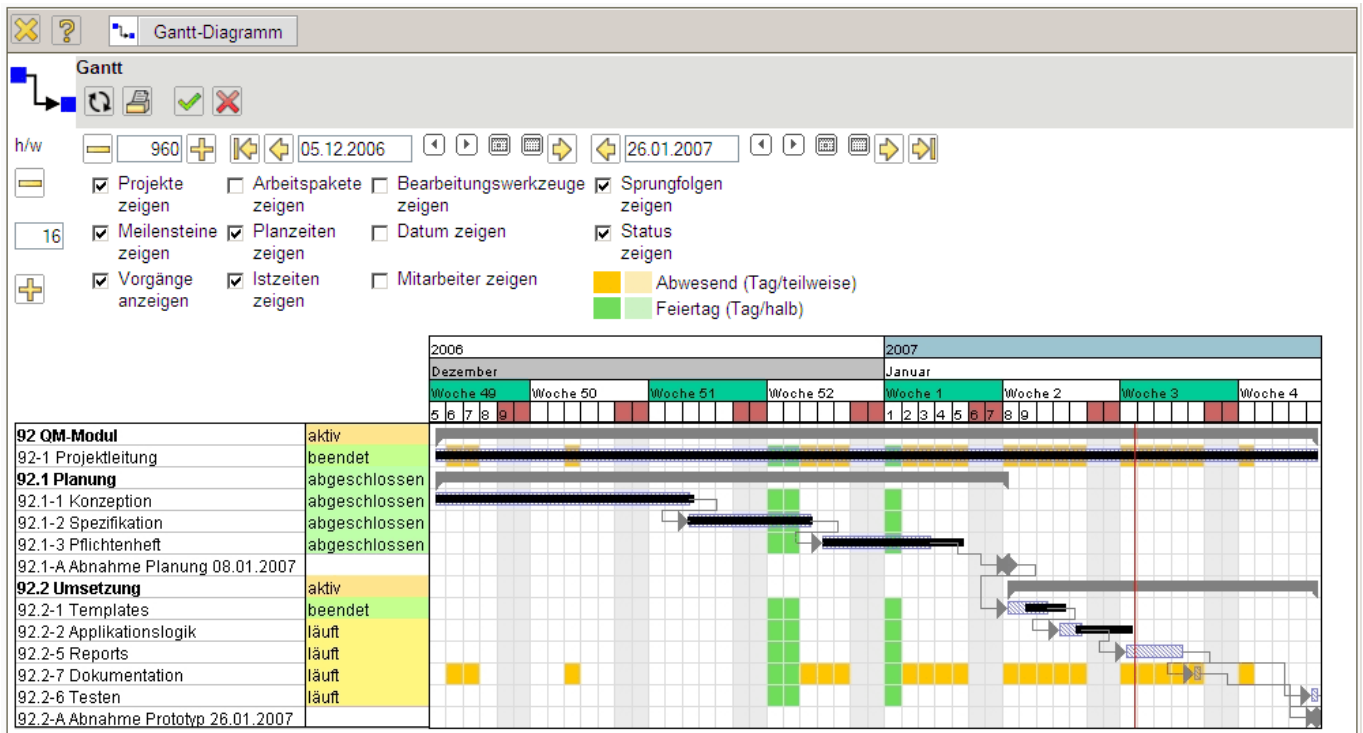 Gantt-Diagramm
Gantt
h/w
960
05.12.2006
26.01.2007
Projekte zeigen
Arbeitspakete zeigen
Bearbeitungswerkzeuge zeigen
Sprungfolgen zeigen
16
Meilensteine zeigen
Planzeiten zeigen
Datum zeigen
Status zeigen
Vorgänge anzeigen
Istzeiten zeigen
Mitarbeiter zeigen
Abwesend (Tag/teilweise)
Feiertag (Tag/halb)
2006 2007
Dezember Januar
Woche 49 Woche 50 Woche 51 Woche 52 Woche 1 Woche 2 Woche 3 Woche 4
5 6 7 8 9 1 2 3 4 5 6 7 8 9
92 QM-Modul aktiv
92-1 Projektleitung beendet
92.1 Planung abgeschlossen
92.1-1 Konzeption abgeschlossen
92.1-2 Spezifikation abgeschlossen
92.1-3 Pflichtenheft abgeschlossen
92.1-A Abnahme Planung 08.01.2007
92.2 Umsetzung aktiv
92.2-1 Templates beendet
92.2-2 Applikationslogik läuft
92.2-5 Reports läuft
92.2-7 Dokumentation läuft
92.2-6 Testen läuft
92.2-A Abnahme Prototyp 26.01.2007